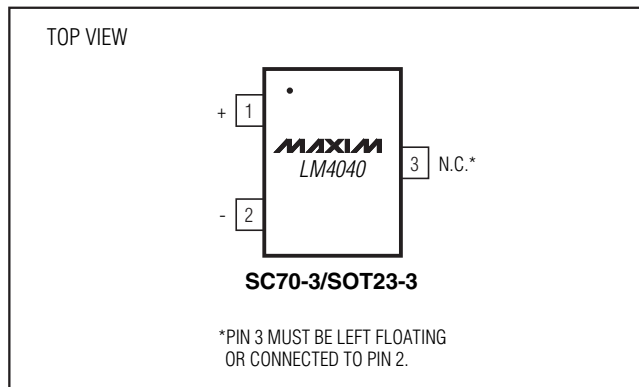 TOP VIEW
+ 1
MAXIM
LM4040
3 N.C.*
- 2
SC70-3/SOT23-3
*PIN 3 MUST BE LEFT FLOATING
OR CONNECTED TO PIN 2.